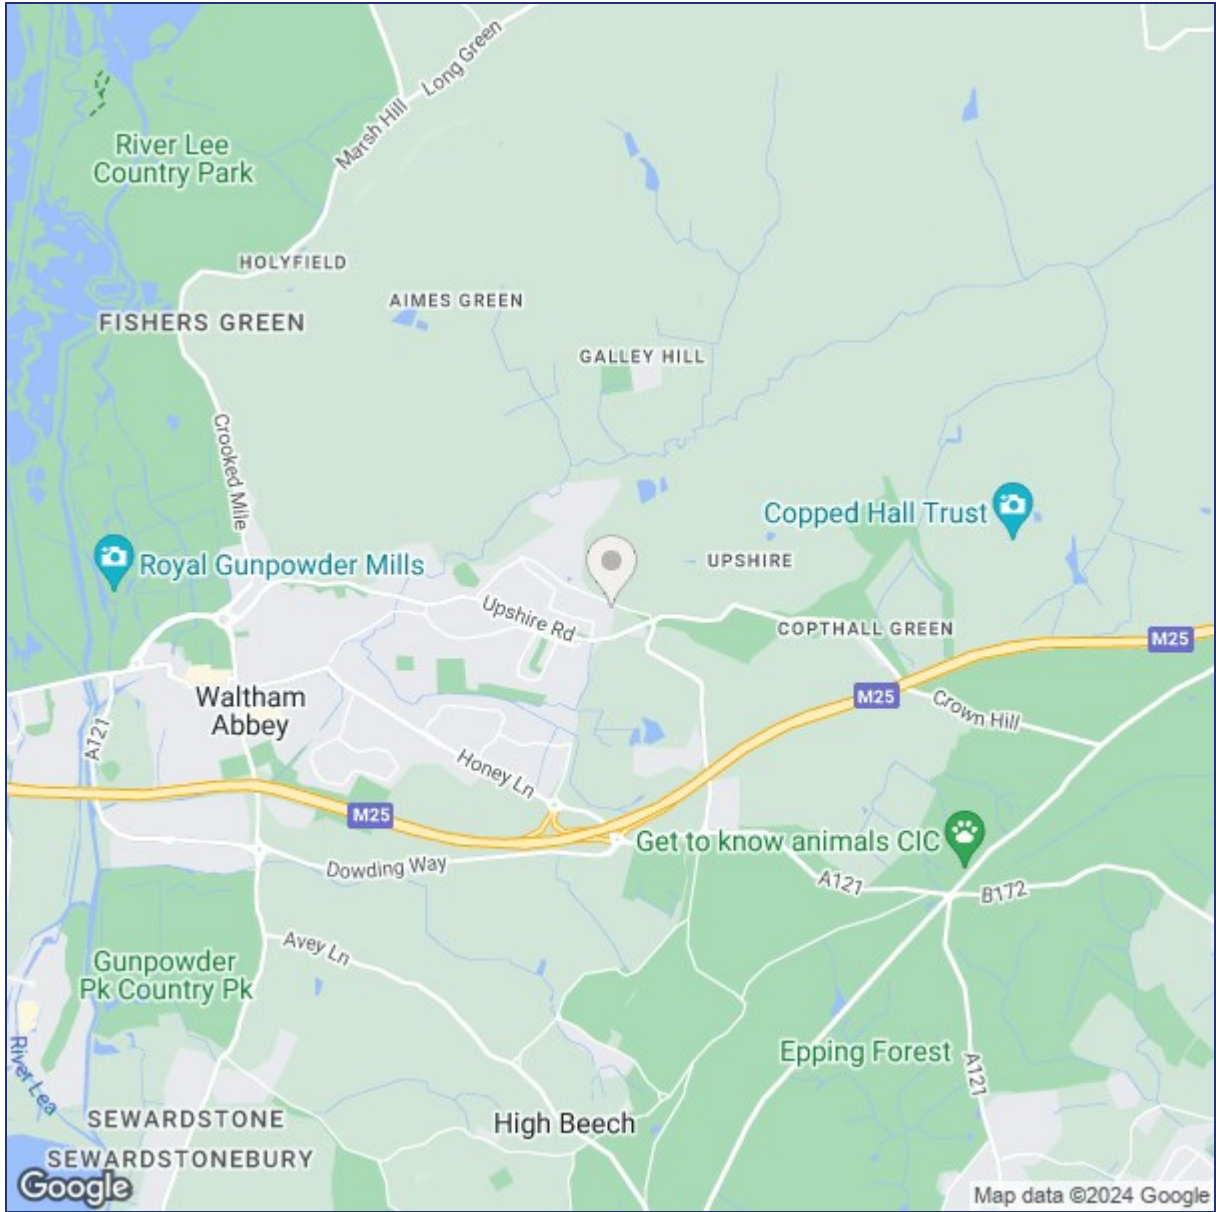 Long Green
Marsh Hill
River Lee
Country Park
HOLYFIELD
AIMES GREEN
FISHERS GREEN
GALLEY HILL
Crooked Mile
Copped Hall Trust
Royal Gunpowder Mills
UPSHIRE
Upshire Rd
COPTHALL GREEN
M25
M25
Waltham
Abbey
Crown Hill
A121
Honey Ln
M25
Get to know animals CIC
Dowding Way
A121
B172
Avey Ln
Gunpowder
Pk Country Pk
River Lea
Epping Forest
A121
SEWARDSTONE
High Beech
SEWARDSTONEBURY
Google
Map data ©2024 Google